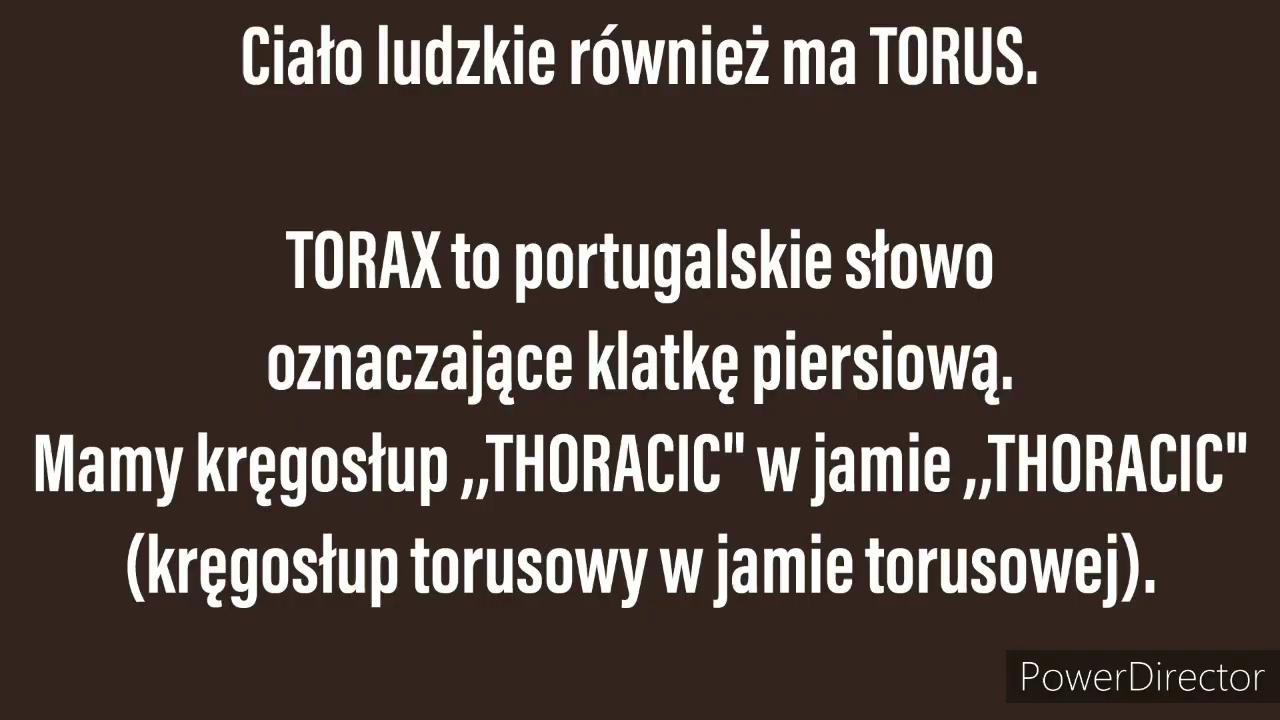 Ciało ludzkie również ma TORUS.
TORAX to portugalskie słowo
oznaczające klatkę piersiową.
Mamy kręgosłup ,,THORACIC" w jamie ,,THORACIC"
(kręgosłup torusowy w jamie torusowej).
PowerDirector